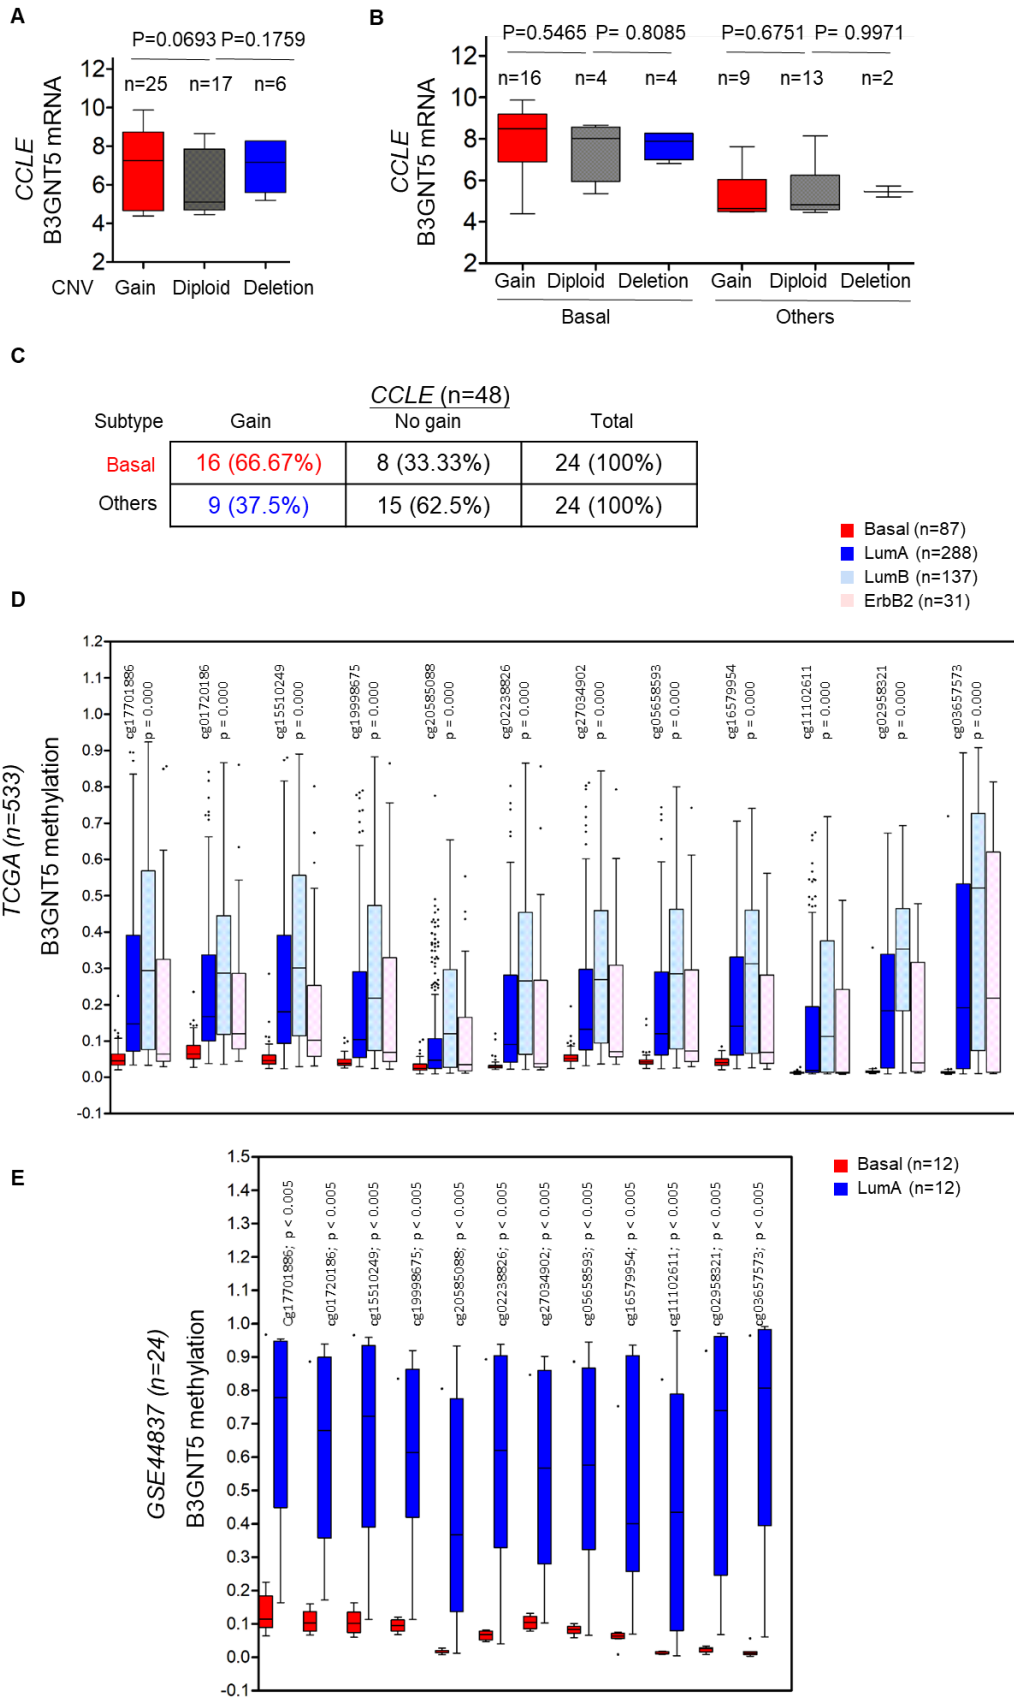 A
P=0.0693 P=0.1759
n=25 n=17 n=6
CCLE
B3GNT5 mRNA
12
10
8
6
4
2
CNV Gain Diploid Deletion
B
P=0.5465 P= 0.8085 P=0.6751 P= 0.9971
n=16 n=4 n=4 n=9 n=13 n=2
CCLE
B3GNT5 mRNA
12
10
8
6
4
2
Gain Diploid Deletion Gain Diploid Deletion
Basal Others
C
CCLE (n=48)
Subtype Gain No gain Total
Basal 16 (66.67%) 8 (33.33%) 24 (100%)
Others 9 (37.5%) 15 (62.5%) 24 (100%)
Basal (n=87)
LumA (n=288)
LumB (n=137)
ErbB2 (n=31)
D
TCGA (n=533)
B3GNT5 methylation
1.2
1.1
1.0
0.9
0.8
0.7
0.6
0.5
0.4
0.3
0.2
0.1
0.0
-0.1
cg17701886
p = 0.000
cg01720186
p = 0.000
cg15510249
p = 0.000
cg19998675
p = 0.000
cg20585088
p = 0.000
cg02238826
p = 0.000
cg27034902
p = 0.000
cg05658593
p = 0.000
cg16579954
p = 0.000
cg11102611
p = 0.000
cg02958321
p = 0.000
cg03657573
p = 0.000
E
Basal (n=12)
LumA (n=12)
GSE44837 (n=24)
B3GNT5 methylation
1.5
1.4
1.3
1.2
1.1
1.0
0.9
0.8
0.7
0.6
0.5
0.4
0.3
0.2
0.1
0.0
-0.1
Cg17701886; p < 0.005
cg01720186; p < 0.005
cg15510249; p < 0.005
cg19998675; p < 0.005
cg20585088; p < 0.005
cg02238826; p < 0.005
cg27034902; p < 0.005
cg05658593; p < 0.005
cg16579954; p < 0.005
cg11102611; p < 0.005
cg02958321; p < 0.005
cg03657573; p < 0.005